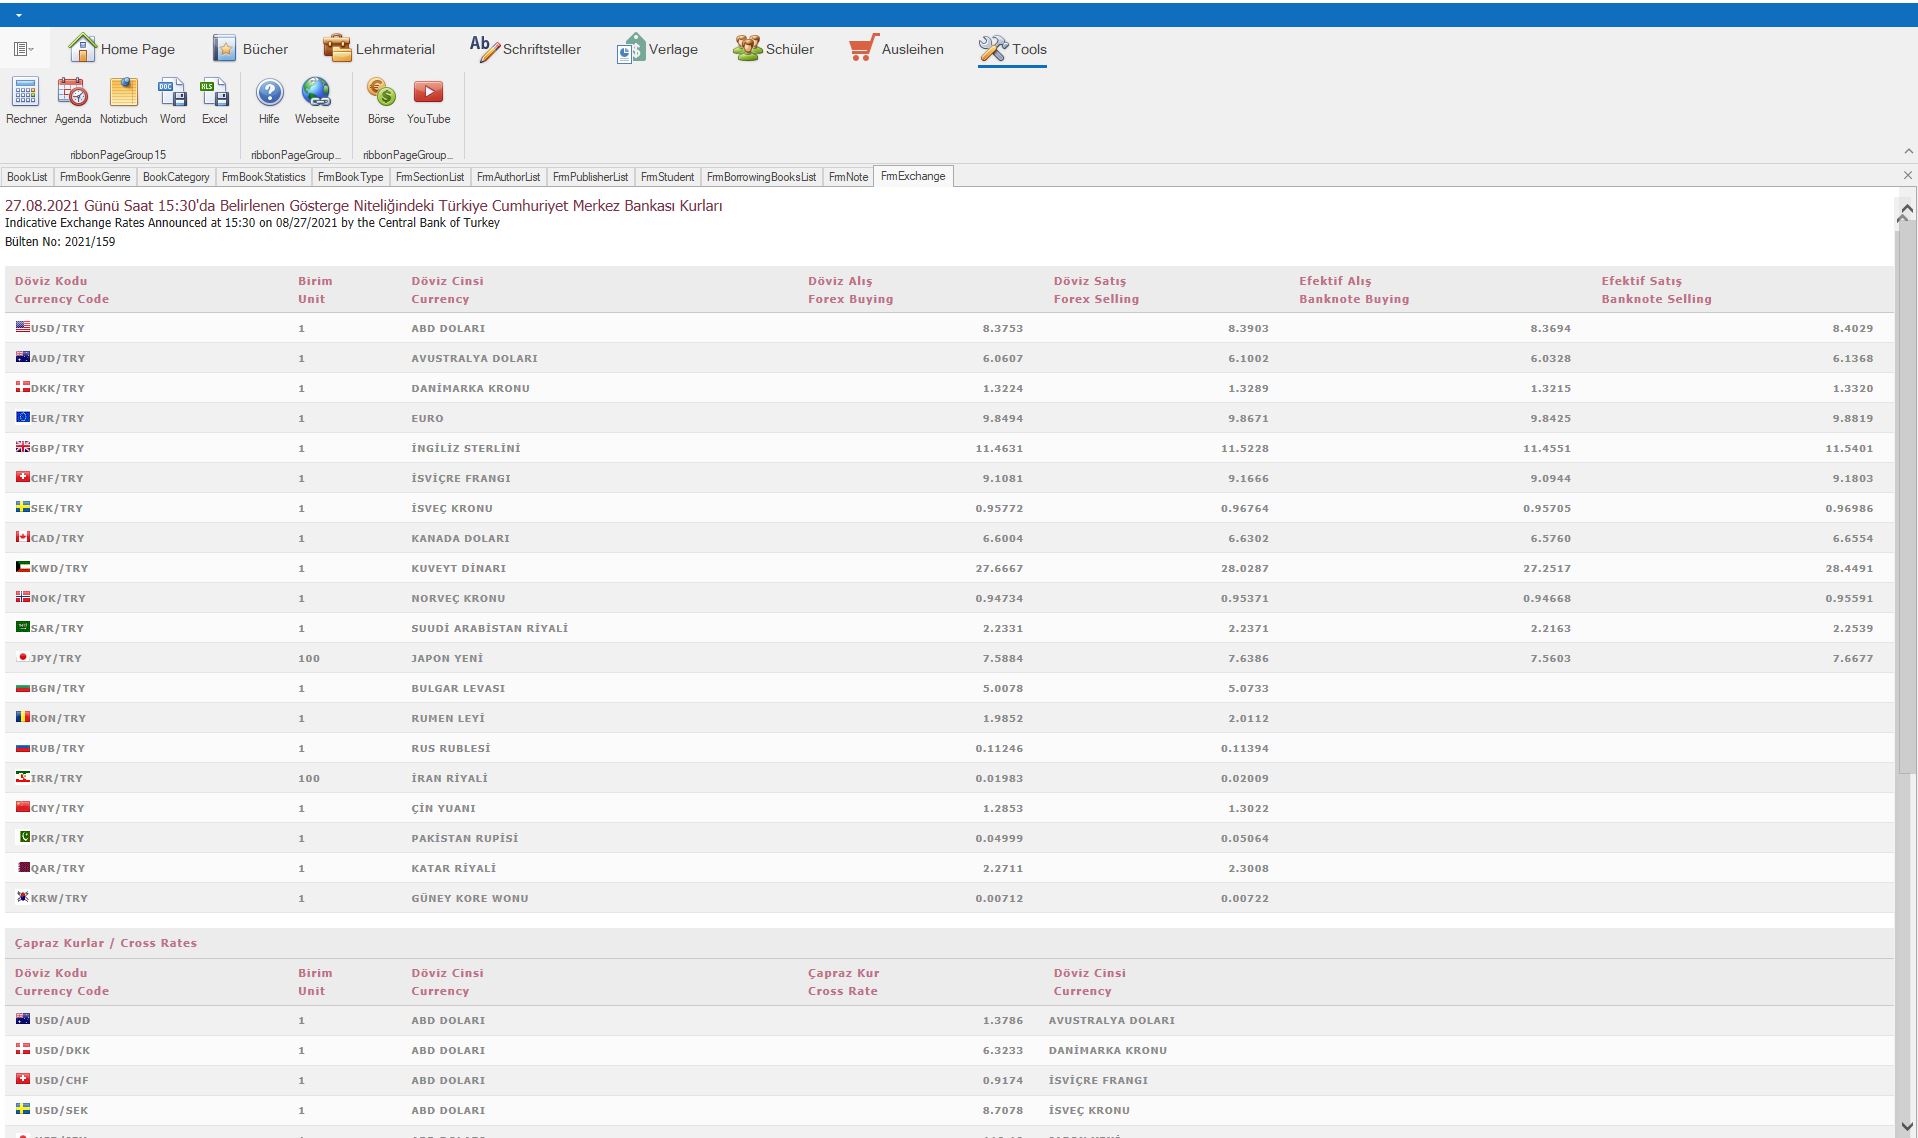 Home Page Bücher Lehrmaterial Schriftsteller Verlage Schüler Ausleihen Tools
Rechner Agenda Notizbuch Word Excel Hilfe Webseite Börse YouTube
ribbonPageGroup15 ribbonPageGroup... ribbonPageGroup...
BookList FrmBookGenre BookCategory FrmBookStatistics FrmBookType FrmSectionList FrmAuthorList FrmPublisherList FrmStudent FrmBorrowingBooksList FrmNote FrmExchange
27.08.2021 Günü Saat 15:30'da Belirlenen Gösterge Niteliğindeki Türkiye Cumhuriyet Merkez Bankası Kurları
Indicative Exchange Rates Announced at 15:30 on 08/27/2021 by the Central Bank of Turkey
Bülten No: 2021/159
Döviz Kodu Birim Döviz Cinsi Döviz Alış Döviz Satış Efektif Alış Efektif Satış
Currency Code Unit Currency Forex Buying Forex Selling Banknote Buying Banknote Selling
USD/TRY 1 ABD DOLARI 8.3753 8.3903 8.3694 8.4029
AUD/TRY 1 AVUSTRALYA DOLARI 6.0607 6.1002 6.0328 6.1368
DKK/TRY 1 DANİMARKA KRONU 1.3224 1.3289 1.3215 1.3320
EUR/TRY 1 EURO 9.8494 9.8671 9.8425 9.8819
GBP/TRY 1 İNGİLİZ STERLİNİ 11.4631 11.5228 11.4551 11.5401
CHF/TRY 1 İSVİÇRE FRANGI 9.1081 9.1666 9.0944 9.1803
SEK/TRY 1 İSVEÇ KRONU 0.95772 0.96764 0.95705 0.96986
CAD/TRY 1 KANADA DOLARI 6.6004 6.6302 6.5760 6.6554
KWD/TRY 1 KUVEYT DİNARI 27.6667 28.0287 27.2517 28.4491
NOK/TRY 1 NORVEÇ KRONU 0.94734 0.95371 0.94668 0.95591
SAR/TRY 1 SUUDİ ARABİSTAN RİYALİ 2.2331 2.2371 2.2163 2.2539
JPY/TRY 100 JAPON YENİ 7.5884 7.6386 7.5603 7.6677
BGN/TRY 1 BULGAR LEVASI 5.0078 5.0733
RON/TRY 1 RUMEN LEYİ 1.9852 2.0112
RUB/TRY 1 RUS RUBLESİ 0.11246 0.11394
IRR/TRY 100 İRAN RİYALİ 0.01983 0.02009
CNY/TRY 1 ÇİN YUANI 1.2853 1.3022
PKR/TRY 1 PAKİSTAN RUPİSİ 0.04999 0.05064
QAR/TRY 1 KATAR RİYALİ 2.2711 2.3008
KRW/TRY 1 GÜNEY KORE WONU 0.00712 0.00722
Çapraz Kurlar / Cross Rates
Döviz Kodu Birim Döviz Cinsi Çapraz Kur Döviz Cinsi
Currency Code Unit Currency Cross Rate Currency
USD/AUD 1 ABD DOLARI 1.3786 AVUSTRALYA DOLARI
USD/DKK 1 ABD DOLARI 6.3233 DANİMARKA KRONU
USD/CHF 1 ABD DOLARI 0.9174 İSVİÇRE FRANGI
USD/SEK 1 ABD DOLARI 8.7078 İSVEÇ KRONU